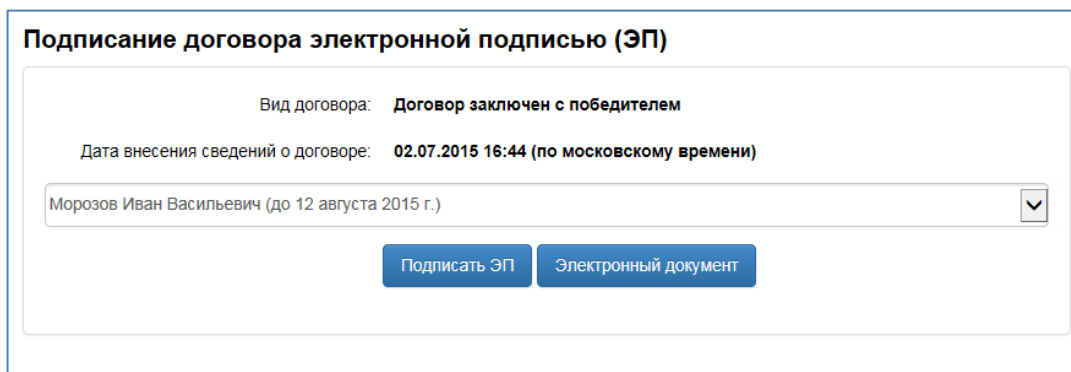 Подписание договора электронной подписью (ЭП)
Вид договора: Договор заключен с победителем
Дата внесения сведений о договоре: 02.07.2015 16:44 (по московскому времени)
Морозов Иван Васильевич (до 12 августа 2015 г.)
Подписать ЭП Электронный документ